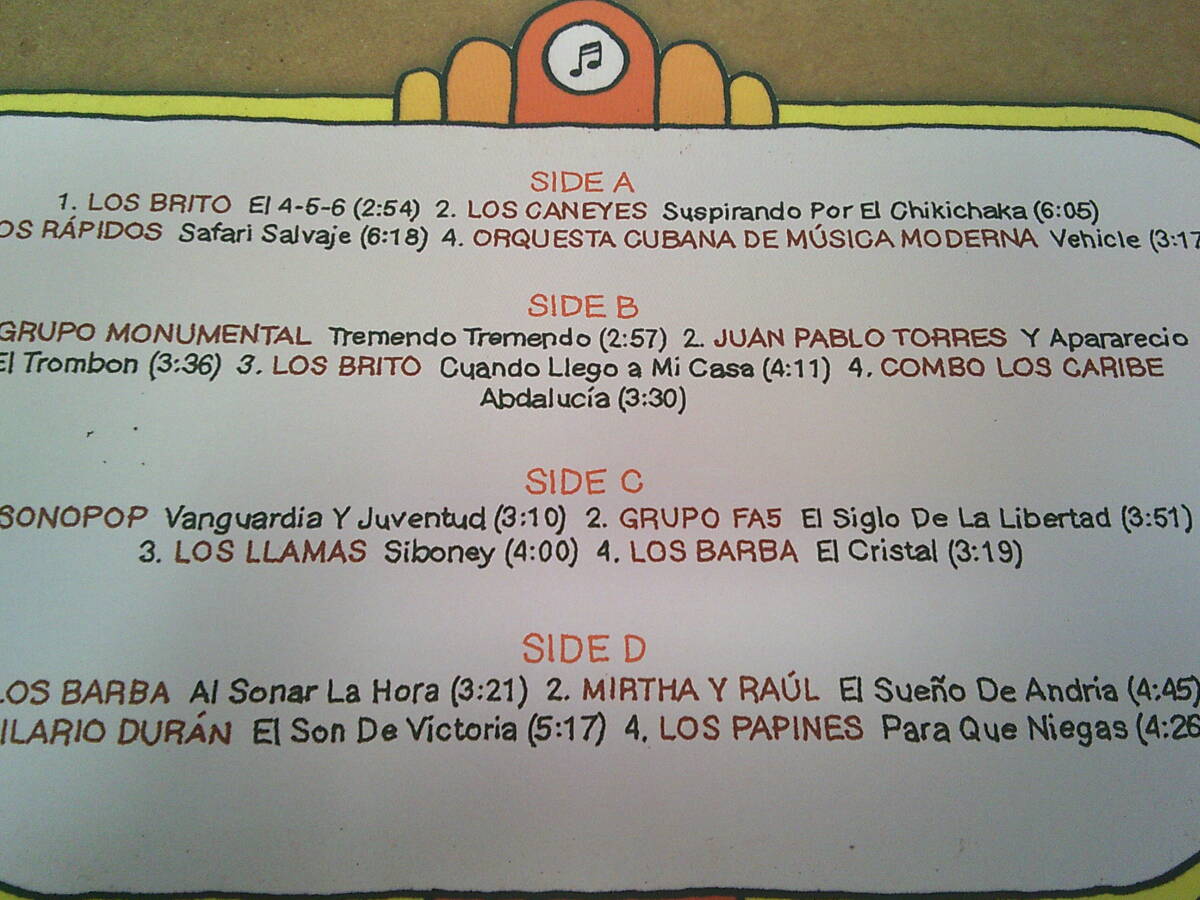 SIDE A
1. LOS BRITO El 4-5-6 (2:54) 2. LOS CANEYES Suspirando Por El Chikichaka (6:05)
OS RÁPIDOS Safari Salvaje (6:18) 4. ORQUESTA CUBANA DE MÚSICA MODERNA Vehicle (3:17
SIDE B
GRUPO MONUMENTAL Tremendo Tremendo (2:57) 2. JUAN PABLO TORRES Y Apararecio
El Trombon (3:36) 3. LOS BRITO Cuando Llego a Mi Casa (4:11) 4. COMBO LOS CARIBE
Abdalucía (3:30)
SIDE C
SONOPOP Vanguardia Y Juventud (3:10) 2. GRUPO FA5 El Siglo De La Libertad (3:51)
3. LOS LLAMAS Siboney (4:00) 4. LOS BARBA El Cristal (3:19)
SIDE D
LOS BARBA Al Sonar La Hora (3:21) 2. MIRTHA Y RAÚL El Sueño De Andria (4:45)
ILARIO DURÁN El Son De Victoria (5:17) 4. LOS PAPINES Para Que Niegas (4:26